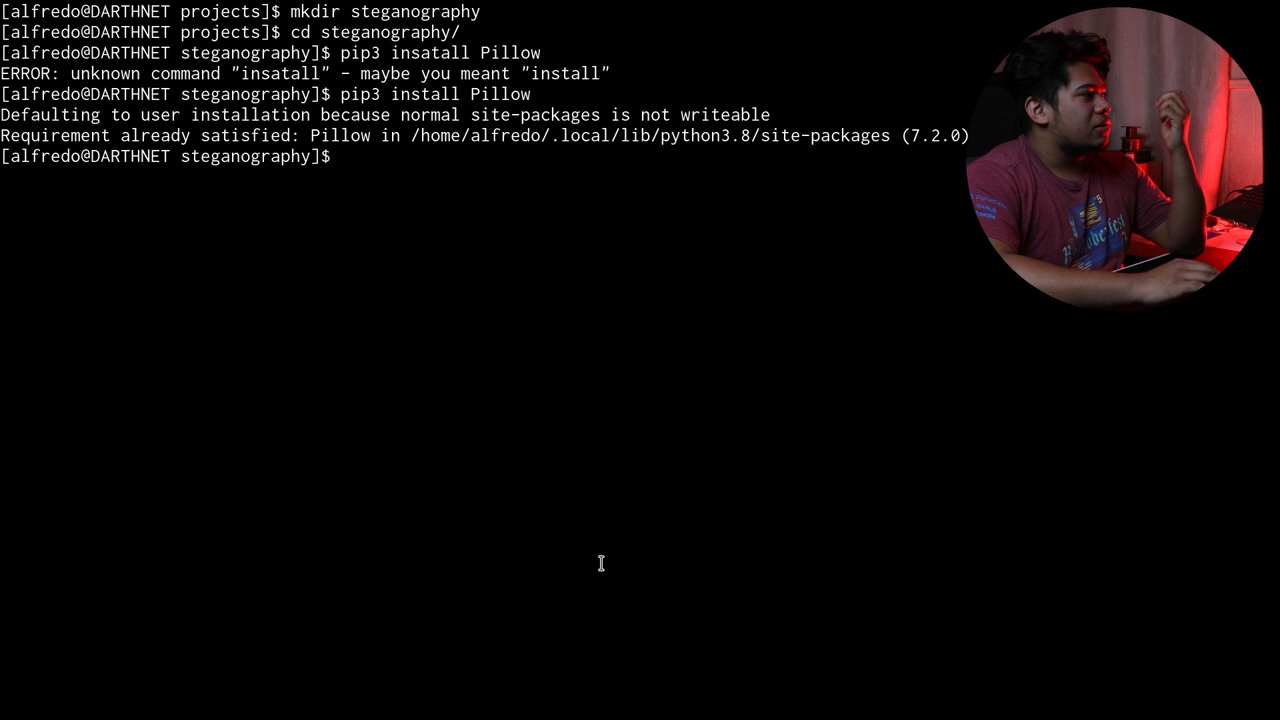 [alfredo@DARTHNET projects]$ mkdir steganography
[alfredo@DARTHNET projects]$ cd steganography/
[alfredo@DARTHNET steganography]$ pip3 insatall Pillow
ERROR: unknown command "insatall" - maybe you meant "install"
[alfredo@DARTHNET steganography]$ pip3 install Pillow
Defaulting to user installation because normal site-packages is not writeable
Requirement already satisfied: Pillow in /home/alfredo/.local/lib/python3.8/site-packages (7.2.0)
[alfredo@DARTHNET steganography]$